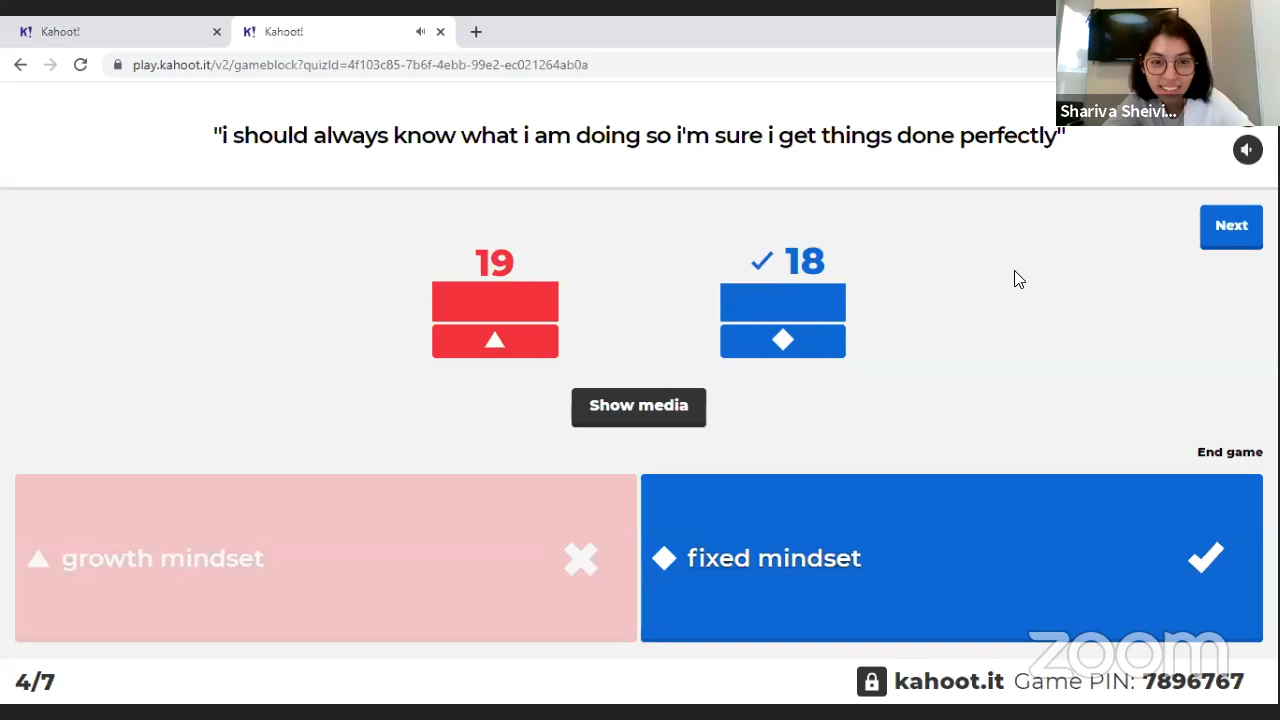 K! Kahoot!
K! Kahoot!
play.kahoot.it/v2/gameblock?quizId=4f103c85-7b6f-4ebb-99e2-ec021264ab0a
Shariva Sheivi...
"i should always know what i am doing so i'm sure i get things done perfectly"
Next
19
18
Show media
End game
growth mindset
fixed mindset
zoom
4/7
kahoot.it Game PIN: 7896767